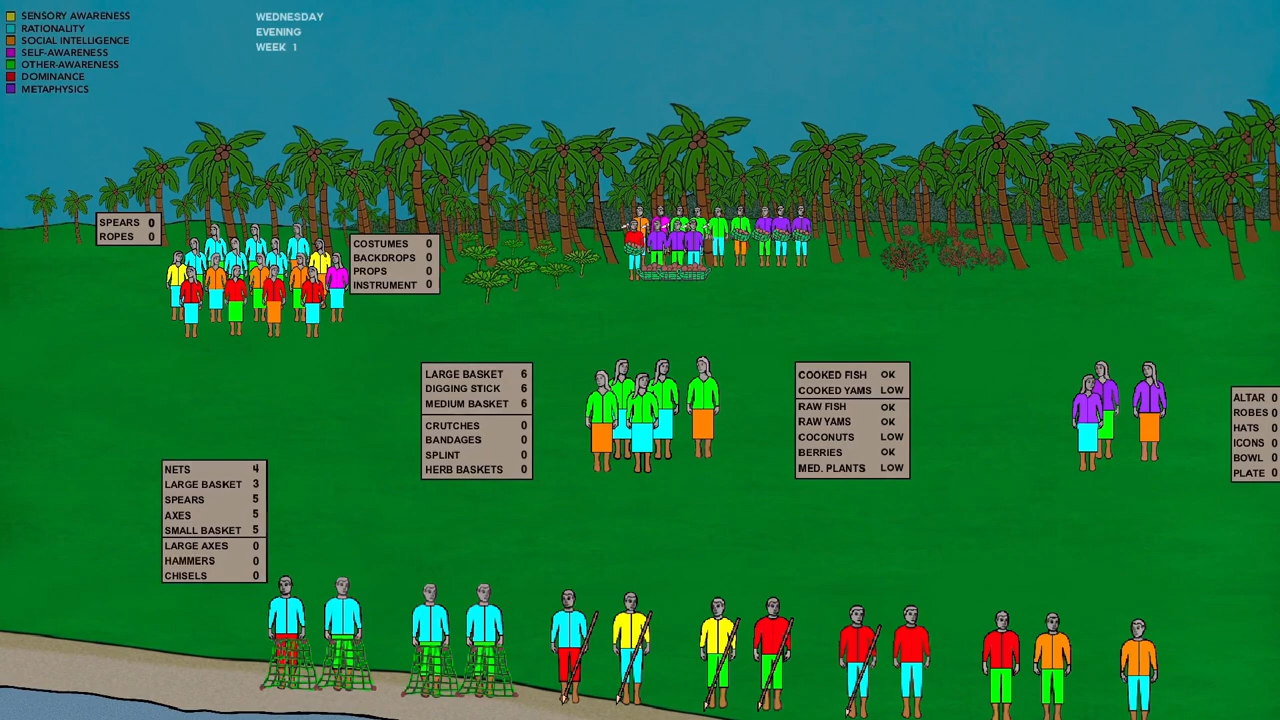 SENSORY AWARENESS
RATIONALITY
SOCIAL INTELLIGENCE
SELF-AWARENESS
OTHER-AWARENESS
DOMINANCE
METAPHYSICS
WEDNESDAY
EVENING
WEEK 1
SPEARS 0
ROPES 0
COSTUMES 0
BACKDROPS 0
PROPS 0
INSTRUMENT 0
LARGE BASKET 6
DIGGING STICK 6
MEDIUM BASKET 6
CRUTCHES 0
BANDAGES 0
SPLINT 0
HERB BASKETS 0
COOKED FISH OK
COOKED YAMS LOW
RAW FISH OK
RAW YAMS OK
COCONUTS LOW
BERRIES OK
MED. PLANTS LOW
ALTAR 0
ROBES 0
HATS 0
ICONS 0
BOWL 0
PLATE 0
NETS 4
LARGE BASKET 3
SPEARS 5
AXES 5
SMALL BASKET 5
LARGE AXES 0
HAMMERS 0
CHISELS 0